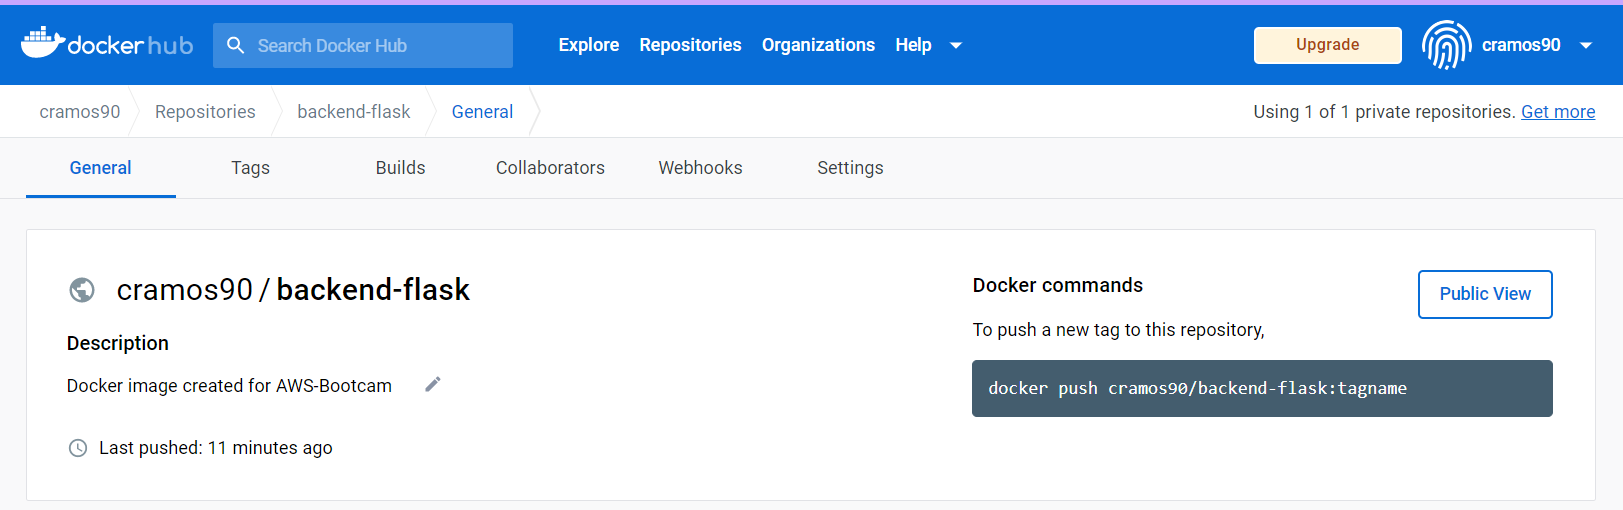 docker hub Search Docker Hub Explore Repositories Organizations Help Upgrade cramos90
cramos90 Repositories backend-flask General Using 1 of 1 private repositories. Get more
General Tags Builds Collaborators Webhooks Settings
cramos90 / backend-flask
Description
Docker image created for AWS-Bootcam
Last pushed: 11 minutes ago
Docker commands
Public View
To push a new tag to this repository,
docker push cramos90/backend-flask:tagname